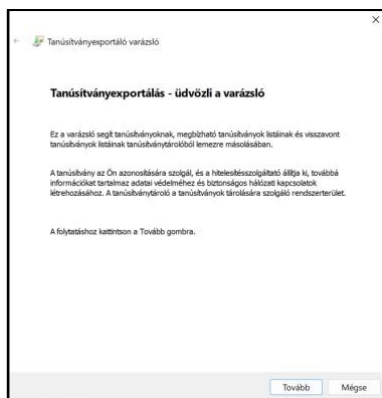 Tanúsítványexportáló varázsló
Tanúsítványexportálás - üdvözli a varázsló
Ez a varázsló segít tanúsítványoknak, megbízható tanúsítványok listáinak és visszavont
tanúsítványok listáinak tanúsítványtárolóból lemezre másolásában.
A tanúsítvány az Ön azonosítására szolgál, és a hitelesítésszolgáltató állítja ki, továbbá
információkat tartalmaz adatai védelméhez és biztonságos hálózati kapcsolatok
létrehozásához. A tanúsítványtároló a tanúsítványok tárolására szolgáló rendszerterület.
A folytatáshoz kattintson a Tovább gombra.
Tovább
Mégse